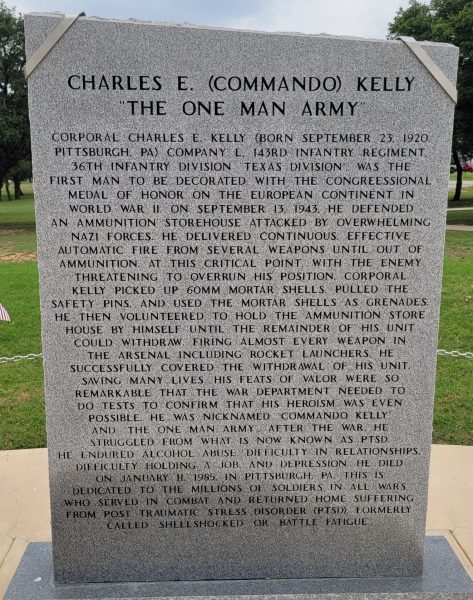 CHARLES E. (COMMANDO) KELLY
"THE ONE MAN ARMY"
CORPORAL CHARLES E. KELLY (BORN SEPTEMBER 23, 1920
PITTSBURGH, PA) COMPANY L, 143RD INFANTRY REGIMENT,
36TH INFANTRY DIVISION "TEXAS DIVISION", WAS THE
FIRST MAN TO BE DECORATED WITH THE CONGREESSIONAL
MEDAL OF HONOR ON THE EUROPEAN CONTINENT IN
WORLD WAR II. ON SEPTEMBER 13, 1943, HE DEFENDED
AN AMMUNITION STOREHOUSE ATTACKED BY OVERWHELMING
NAZI FORCES. HE DELIVERED CONTINUOUS, EFFECTIVE
AUTOMATIC FIRE FROM SEVERAL WEAPONS UNTIL OUT OF
AMMUNITION. AT THIS CRITICAL POINT, WITH THE ENEMY
THREATENING TO OVERRUN HIS POSITION, CORPORAL
KELLY PICKED UP 60MM MORTAR SHELLS, PULLED THE
SAFETY PINS, AND USED THE MORTAR SHELLS AS GRENADES.
HE THEN VOLUNTEERED TO HOLD THE AMMUNITION STORE
HOUSE BY HIMSELF UNTIL THE REMAINDER OF HIS UNIT
COULD WITHDRAW. FIRING ALMOST EVERY WEAPON IN
THE ARSENAL INCLUDING ROCKET LAUNCHERS, HE
SUCCESSFULLY COVERED THE WITHDRAWAL OF HIS UNIT,
SAVING MANY LIVES. HIS FEATS OF VALOR WERE SO
REMARKABLE THAT THE WAR DEPARTMENT NEEDED TO
DO TESTS TO CONFIRM THAT HIS HEROISM WAS EVEN
POSSIBLE. HE WAS NICKNAMED "COMMANDO KELLY"
AND "THE ONE MAN ARMY". AFTER THE WAR, HE
STRUGGLED FROM WHAT IS NOW KNOWN AS PTSD.
HE ENDURED ALCOHOL ABUSE, DIFFICULTY IN RELATIONSHIPS,
DIFFICULTY HOLDING A JOB, AND DEPRESSION. HE DIED
ON JANUARY 11, 1985, IN PITTSBURGH, PA. THIS IS
DEDICATED TO THE MILLIONS OF SOLDIERS IN ALL WARS
WHO SERVED IN COMBAT AND RETURNED HOME SUFFERING
FROM POST TRAUMATIC STRESS DISORDER (PTSD), FORMERLY
CALLED SHELLSHOCKED OR BATTLE FATIGUE.